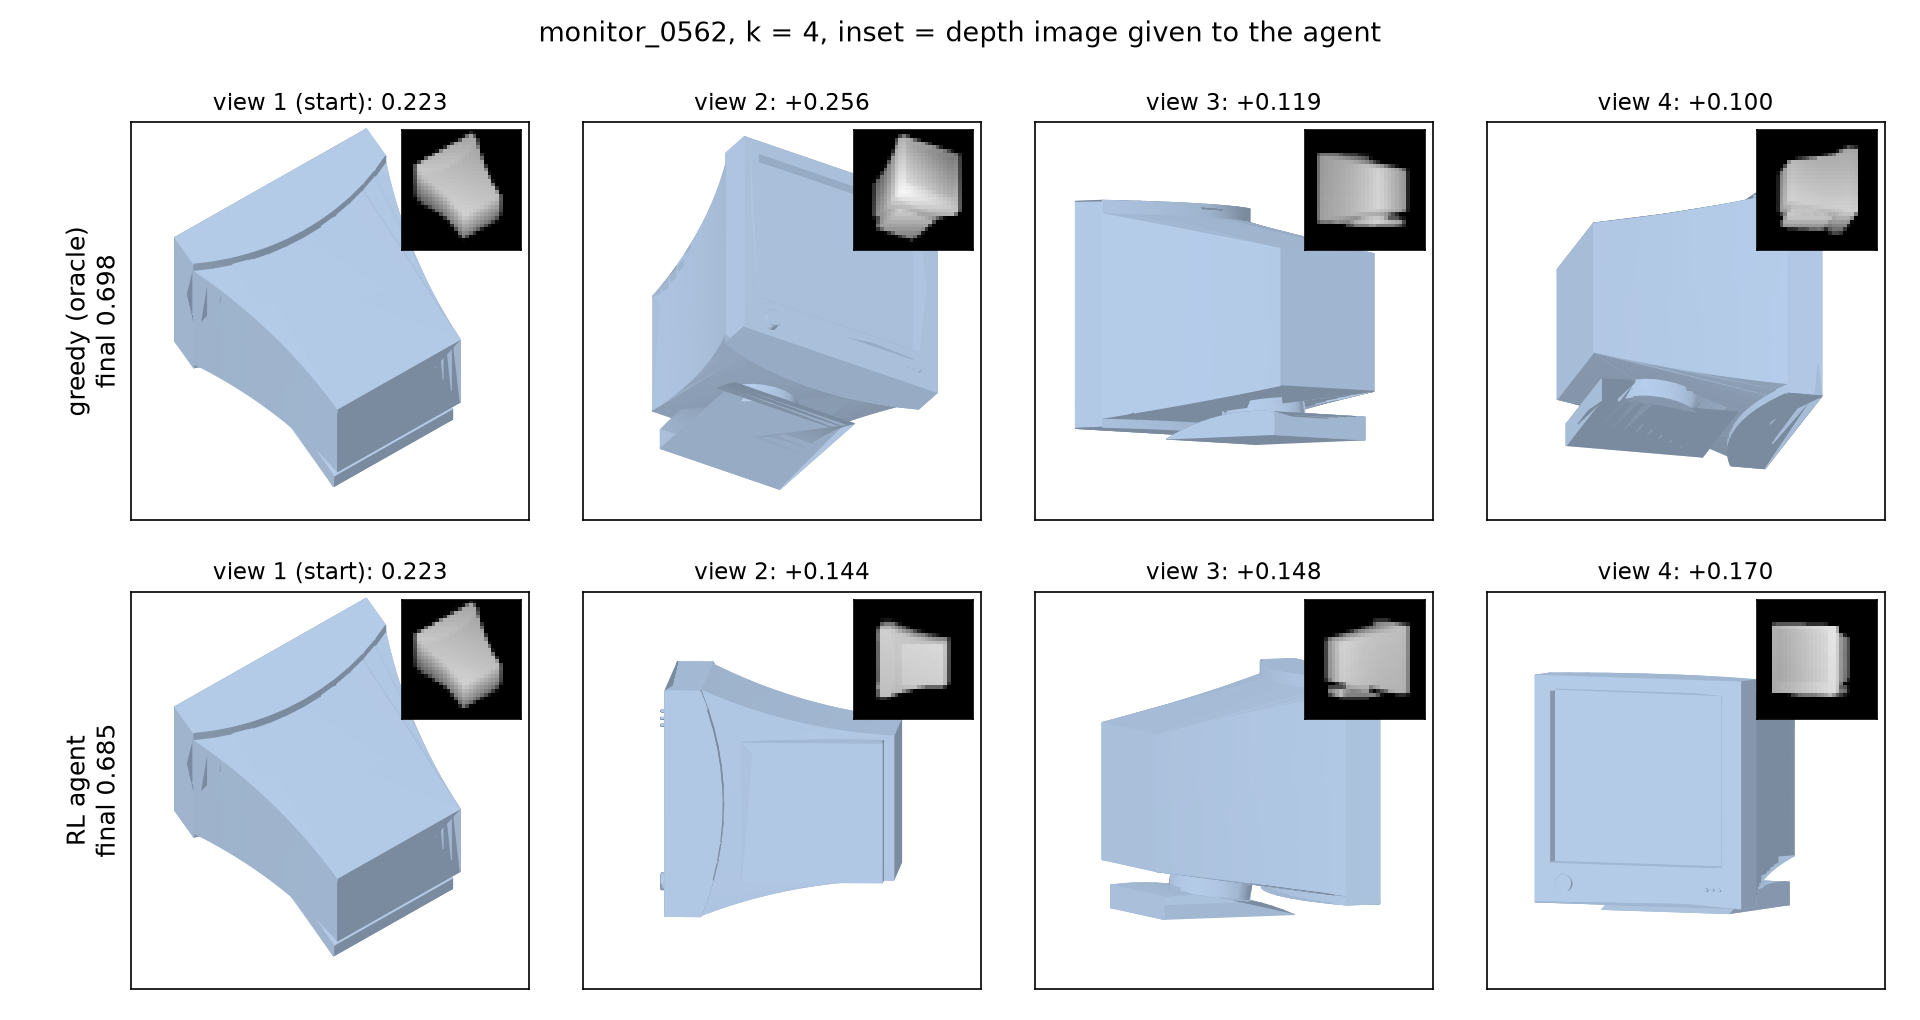 monitor_0562, k = 4, inset = depth image given to the agent
view 1 (start): 0.223
view 2: +0.256
view 3: +0.119
view 4: +0.100
greedy (oracle)
final 0.698
view 1 (start): 0.223
view 2: +0.144
view 3: +0.148
view 4: +0.170
RL agent
final 0.685